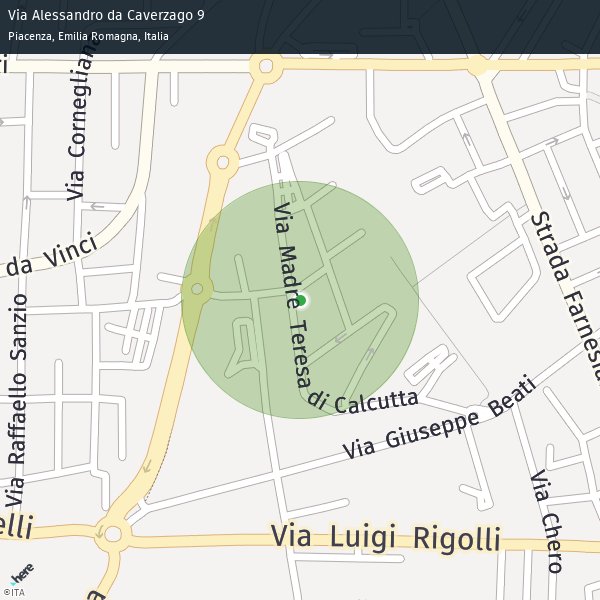 Via Alessandro da Caverzago 9
Piacenza, Emilia Romagna, Italia
Via Cornegliana
da Vinci
Via Madre Teresa di Calcutta
Strada Farnesia
Via Raffaello Sanzio
Via Giuseppe Beati
Via Chero
Via Luigi Rigolli
elli
here
©ITA